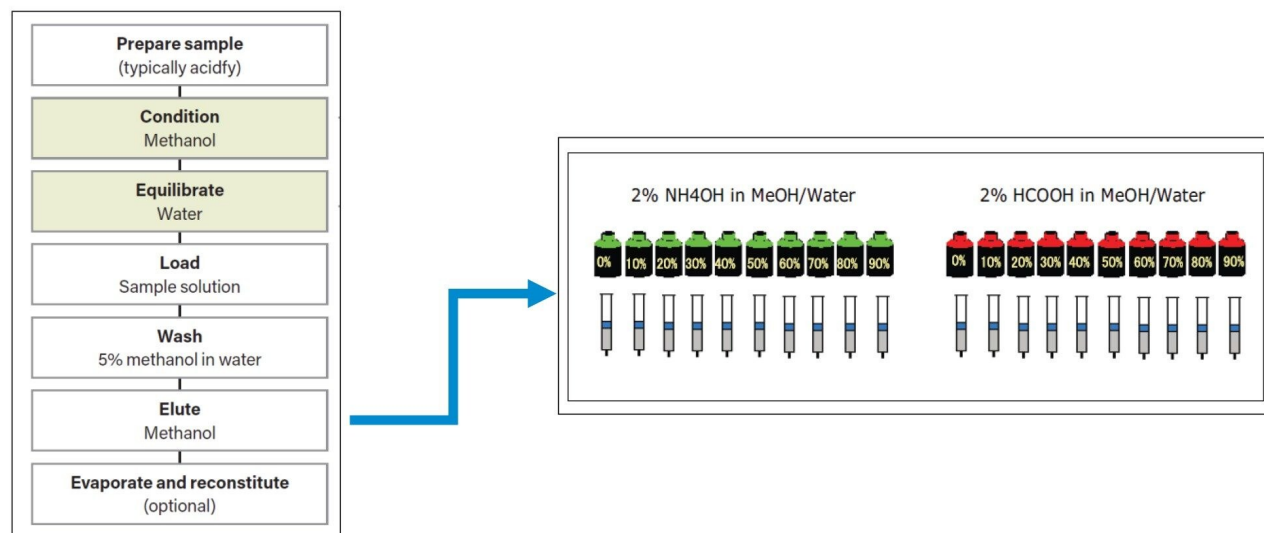 Prepare sample
(typically acidfy)
Condition
Methanol
Equilibrate
Water
Load
Sample solution
Wash
5% methanol in water
Elute
Methanol
Evaporate and reconstitute
(optional)
2% NH4OH in MeOH/Water
0% 10% 20% 30% 40% 50% 60% 70% 80% 90%
2% HCOOH in MeOH/Water
0% 10% 20% 30% 40% 50% 60% 70% 80% 90%